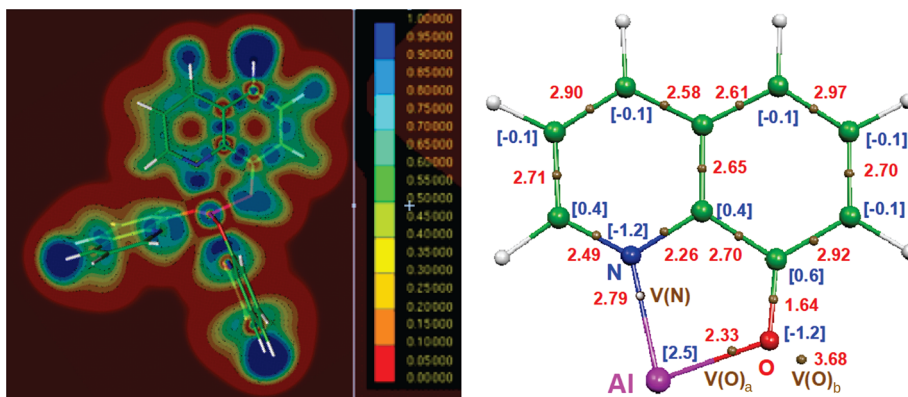 1.00000
0.95000
0.90000
0.85000
0.80000
0.75000
0.70000
0.65000
0.60000
0.55000
0.50000
0.45000
0.40000
0.35000
0.30000
0.25000
0.20000
0.15000
0.10000
0.05000
0.00000
2.90 2.58 2.61 2.97
[-0.1] [-0.1] [-0.1] [-0.1]
2.71 2.65 2.70
[0.4] [-1.2] [0.4] [-0.1]
2.49 N 2.26 2.70 2.92
[0.6]
2.79 V(N) 1.64
2.33 [-1.2]
[2.5] O 3.68
Al V(O)a V(O)b